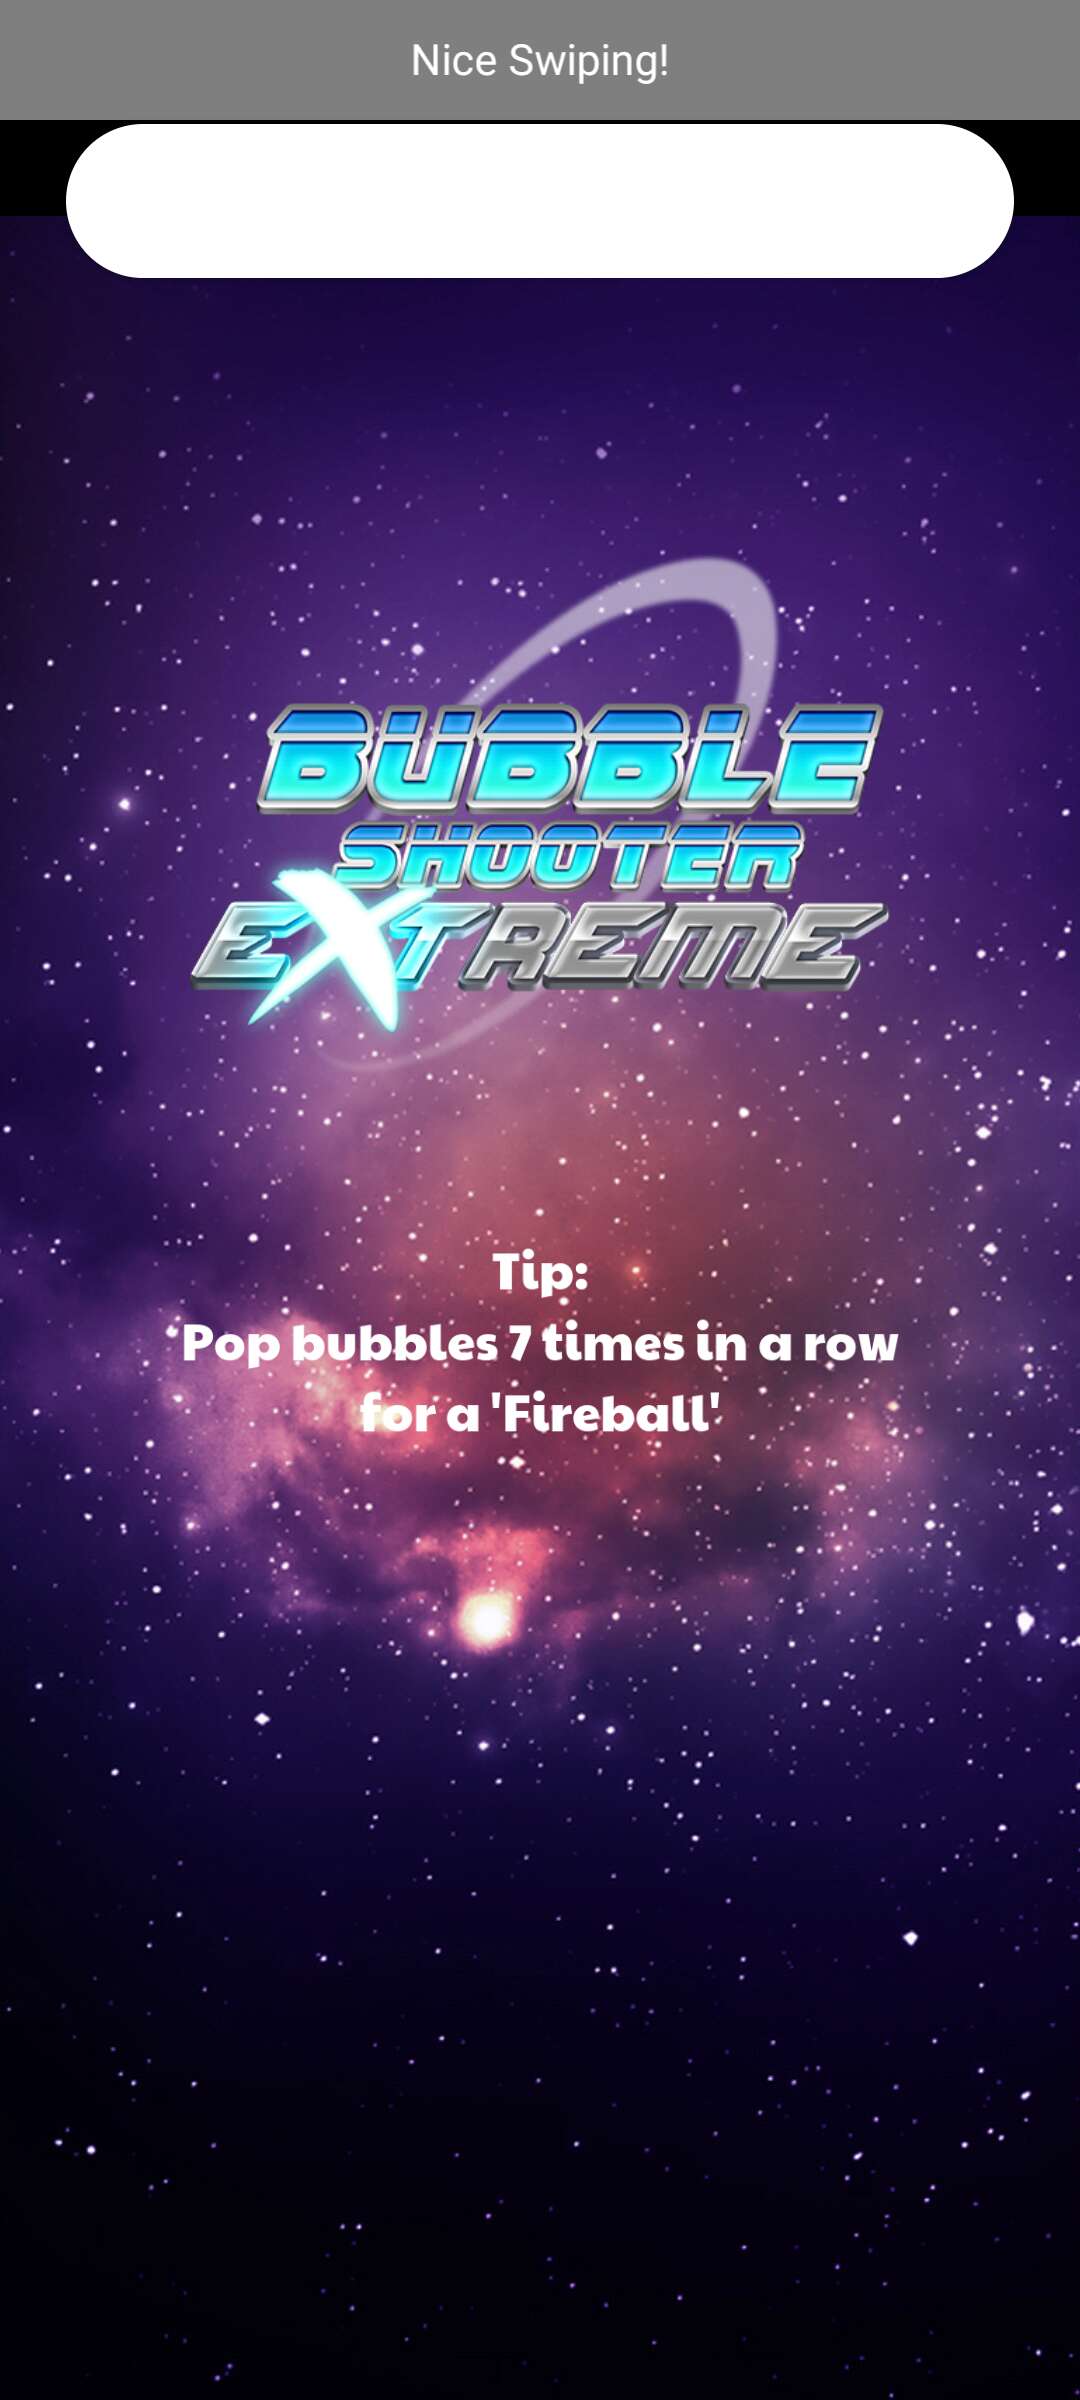 Nice Swiping!
BUBBLE
SHOOTER
EXTREME
Tip:
Pop bubbles 7 times in a row
for a 'Fireball'